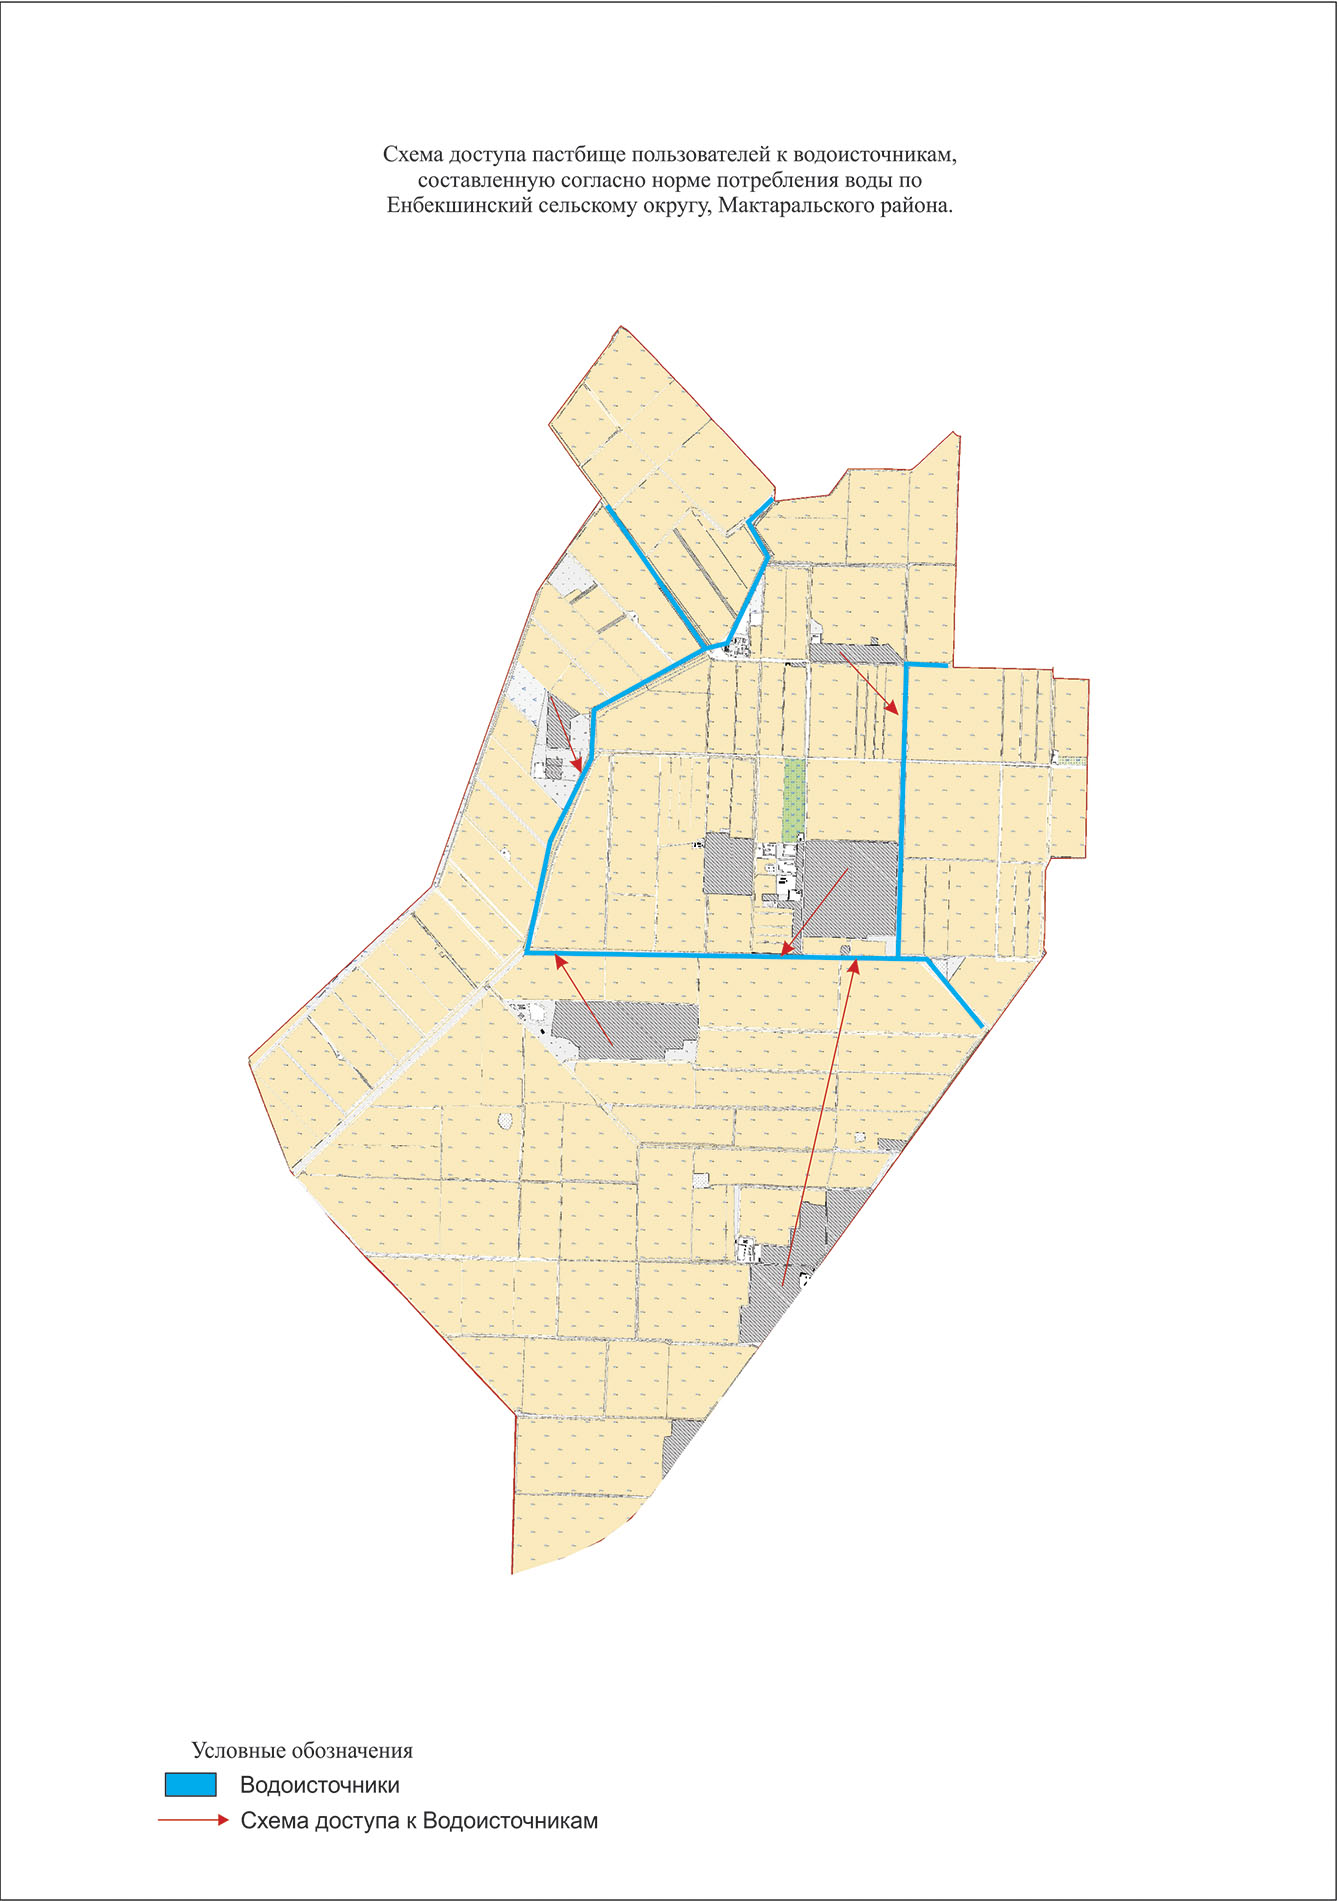 Схема доступа пастбище пользователей к водоисточникам,
составленную согласно норме потребления воды по
Енбекшинский сельскому округу, Мактаральского района.
Условные обозначения
Водоисточники
Схема доступа к Водоисточникам